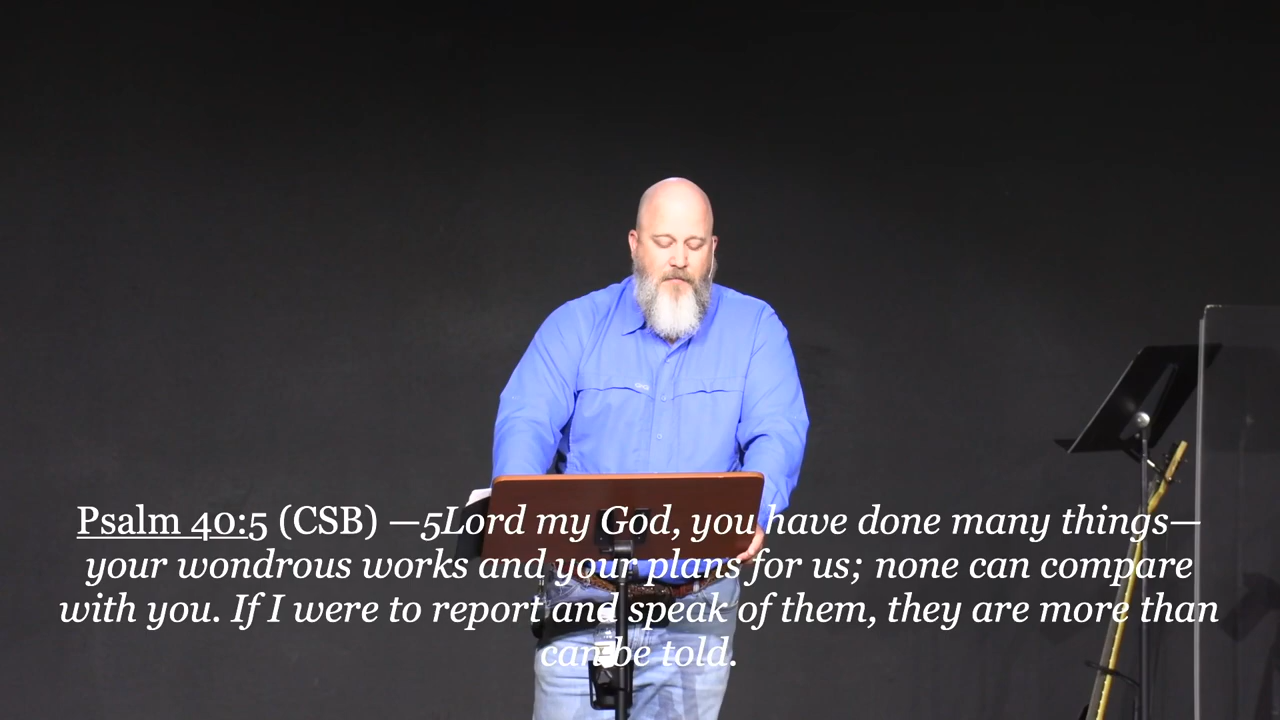 Psalm 40:5 (CSB) —5Lord my God, you have done many things—
your wondrous works and your plans for us; none can compare
with you. If I were to report and speak of them, they are more than
can be told.